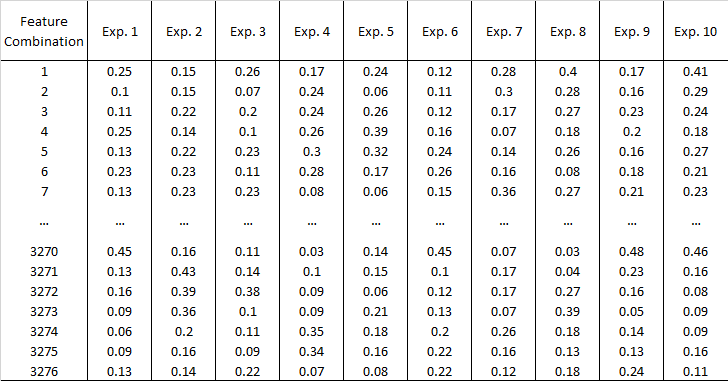 Feature Combination Exp. 1 Exp. 2 Exp. 3 Exp. 4 Exp. 5 Exp. 6 Exp. 7 Exp. 8 Exp. 9 Exp. 10
1 0.25 0.15 0.26 0.17 0.24 0.12 0.28 0.4 0.17 0.41
2 0.1 0.15 0.07 0.24 0.06 0.11 0.3 0.28 0.16 0.29
3 0.11 0.22 0.2 0.24 0.26 0.12 0.17 0.27 0.23 0.24
4 0.25 0.14 0.1 0.26 0.39 0.16 0.07 0.18 0.2 0.18
5 0.13 0.22 0.23 0.3 0.32 0.24 0.14 0.26 0.16 0.27
6 0.23 0.23 0.11 0.28 0.17 0.26 0.16 0.08 0.18 0.21
7 0.13 0.23 0.23 0.08 0.06 0.15 0.36 0.27 0.21 0.23
... ... ... ... ... ... ... ... ... ... ...
3270 0.45 0.16 0.11 0.03 0.14 0.45 0.07 0.03 0.48 0.46
3271 0.13 0.43 0.14 0.1 0.15 0.1 0.17 0.04 0.23 0.16
3272 0.16 0.39 0.38 0.09 0.06 0.12 0.17 0.27 0.16 0.08
3273 0.09 0.36 0.1 0.09 0.21 0.13 0.07 0.39 0.05 0.09
3274 0.06 0.2 0.11 0.35 0.18 0.2 0.26 0.18 0.14 0.09
3275 0.09 0.16 0.09 0.34 0.16 0.22 0.16 0.13 0.13 0.16
3276 0.13 0.14 0.22 0.07 0.08 0.22 0.12 0.18 0.24 0.11